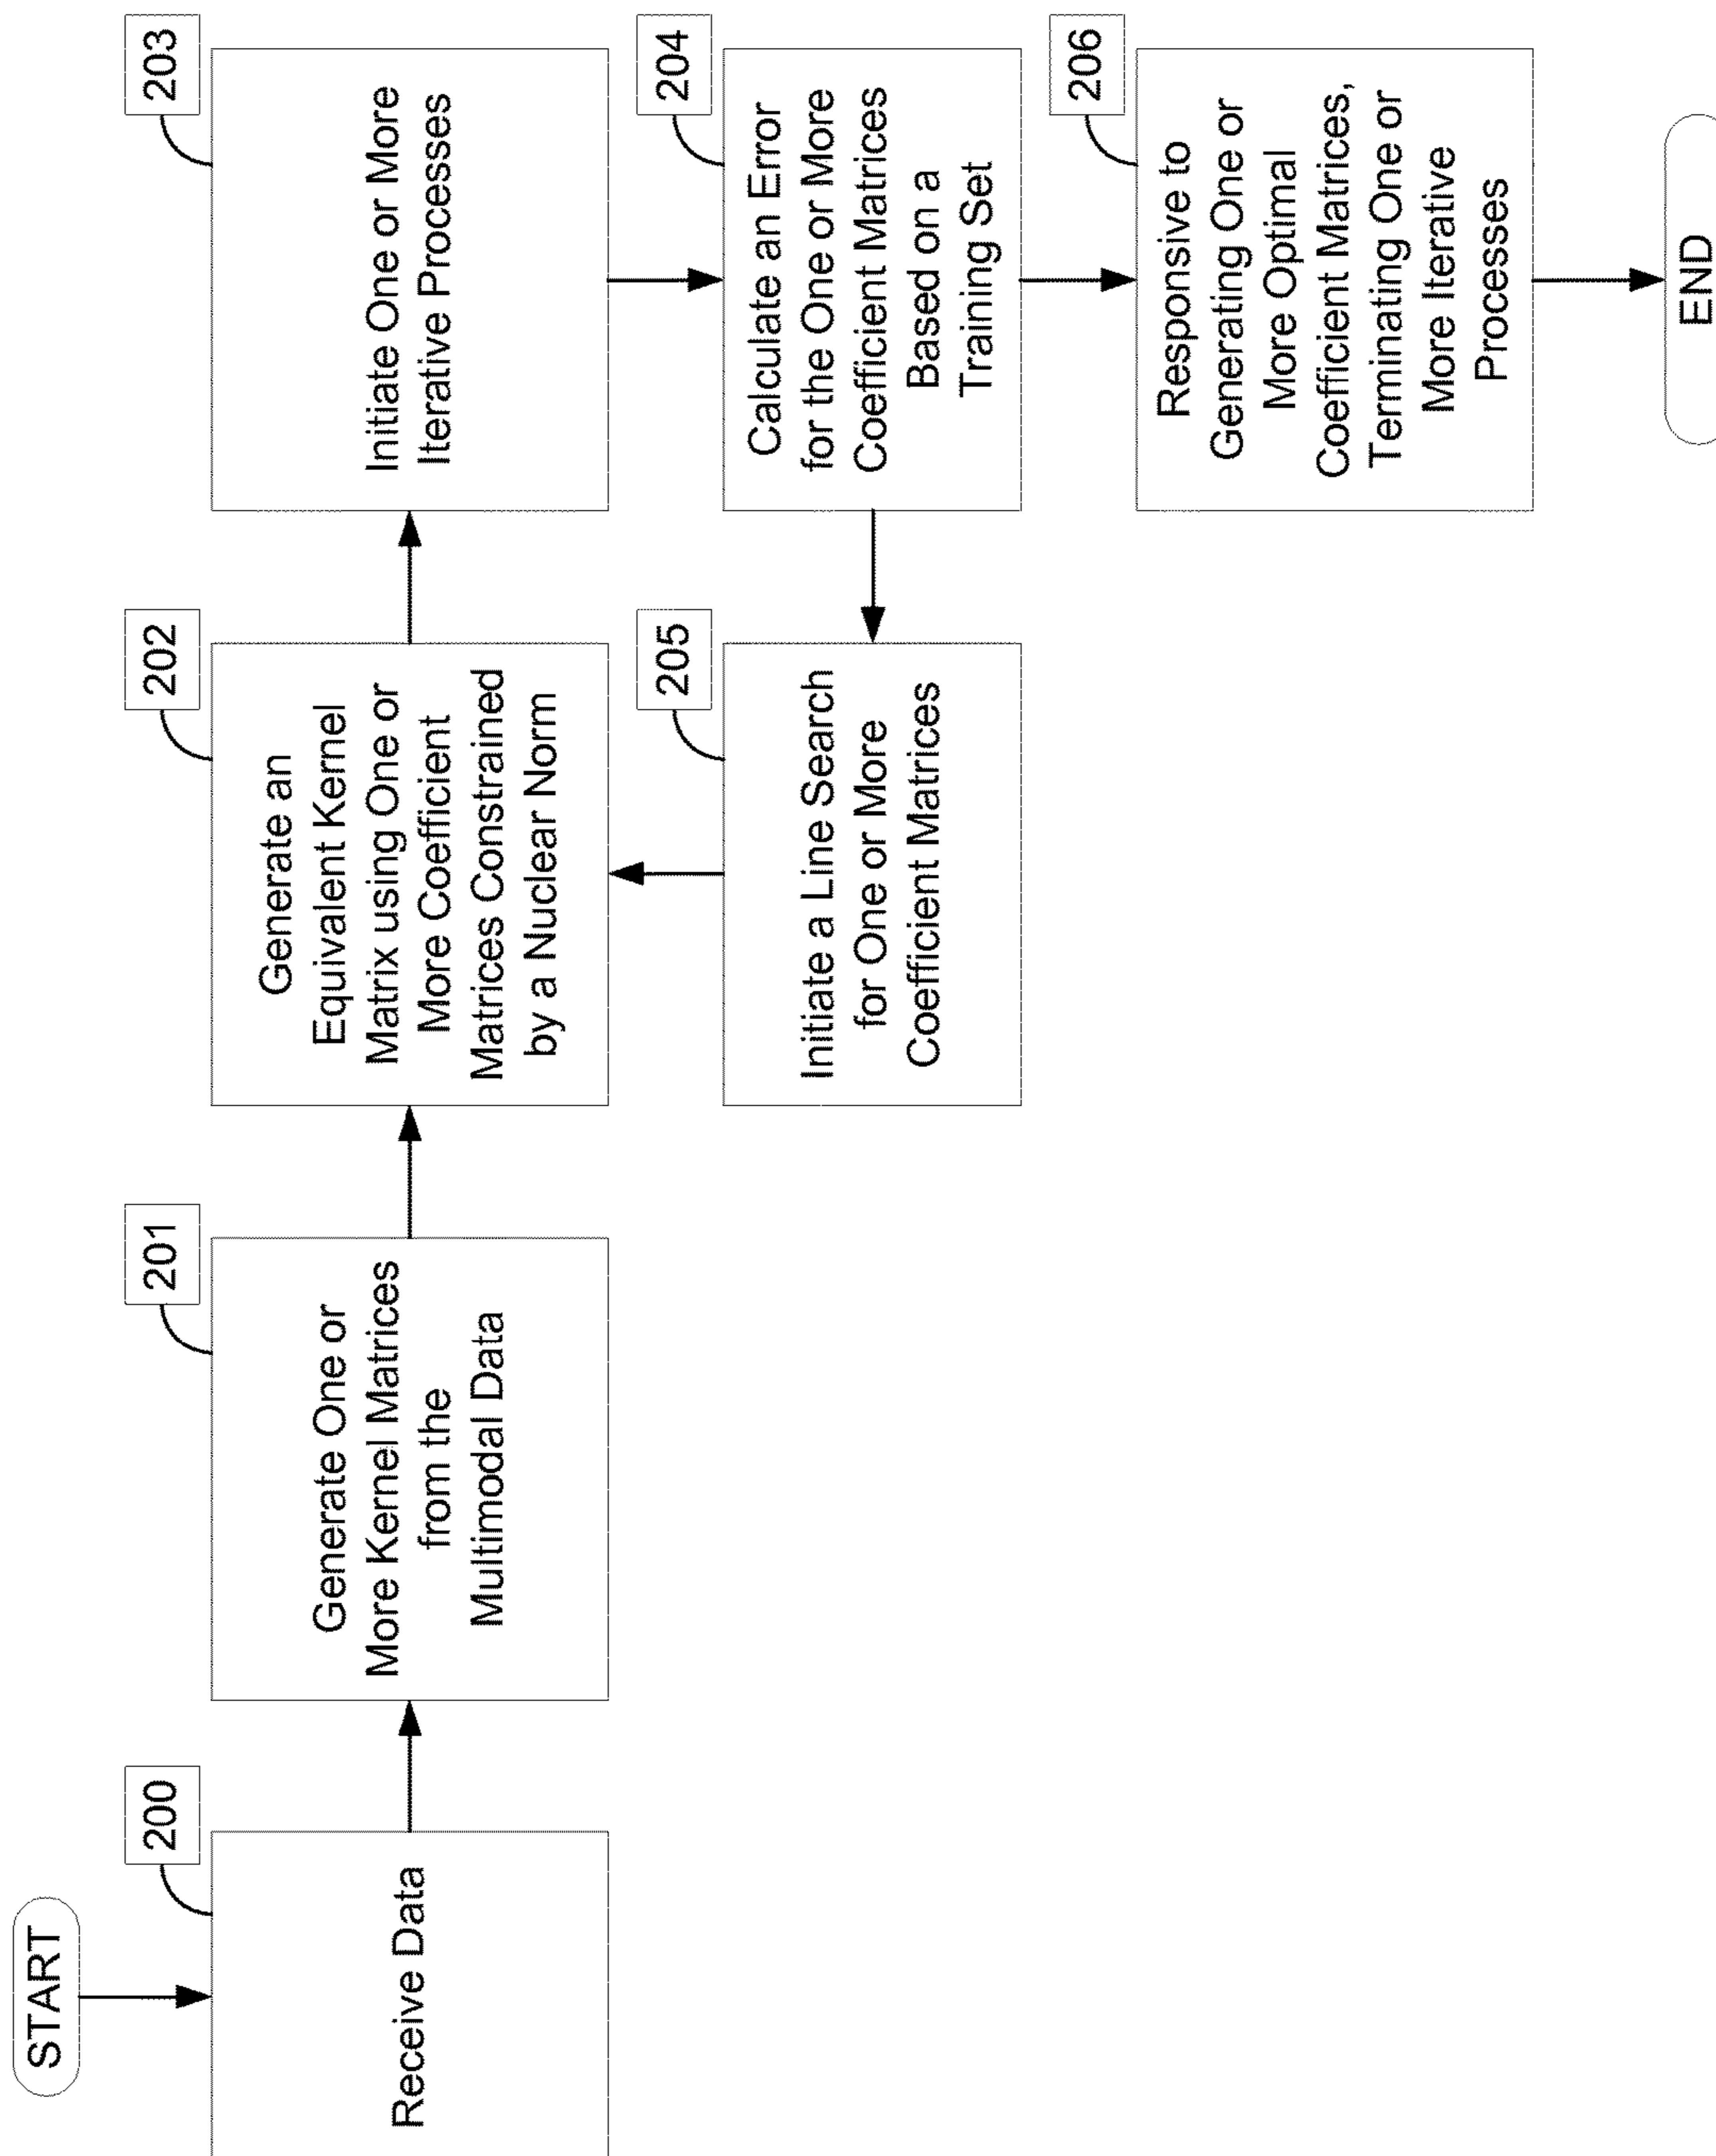 START
200
Receive Data
201
Generate One or
More Kernel Matrices
from the
Multimodal Data
202
Generate an
Equivalent Kernel
Matrix using One or
More Coefficient
Matrices Constrained
by a Nuclear Norm
203
Initiate One or More
Iterative Processes
204
Calculate an Error
for the One or More
Coefficient Matrices
Based on a
Training Set
205
Initiate a Line Search
for One or More
Coefficient Matrices
206
Responsive to
Generating One or
More Optimal
Coefficient Matrices,
Terminating One or
More Iterative
Processes
END